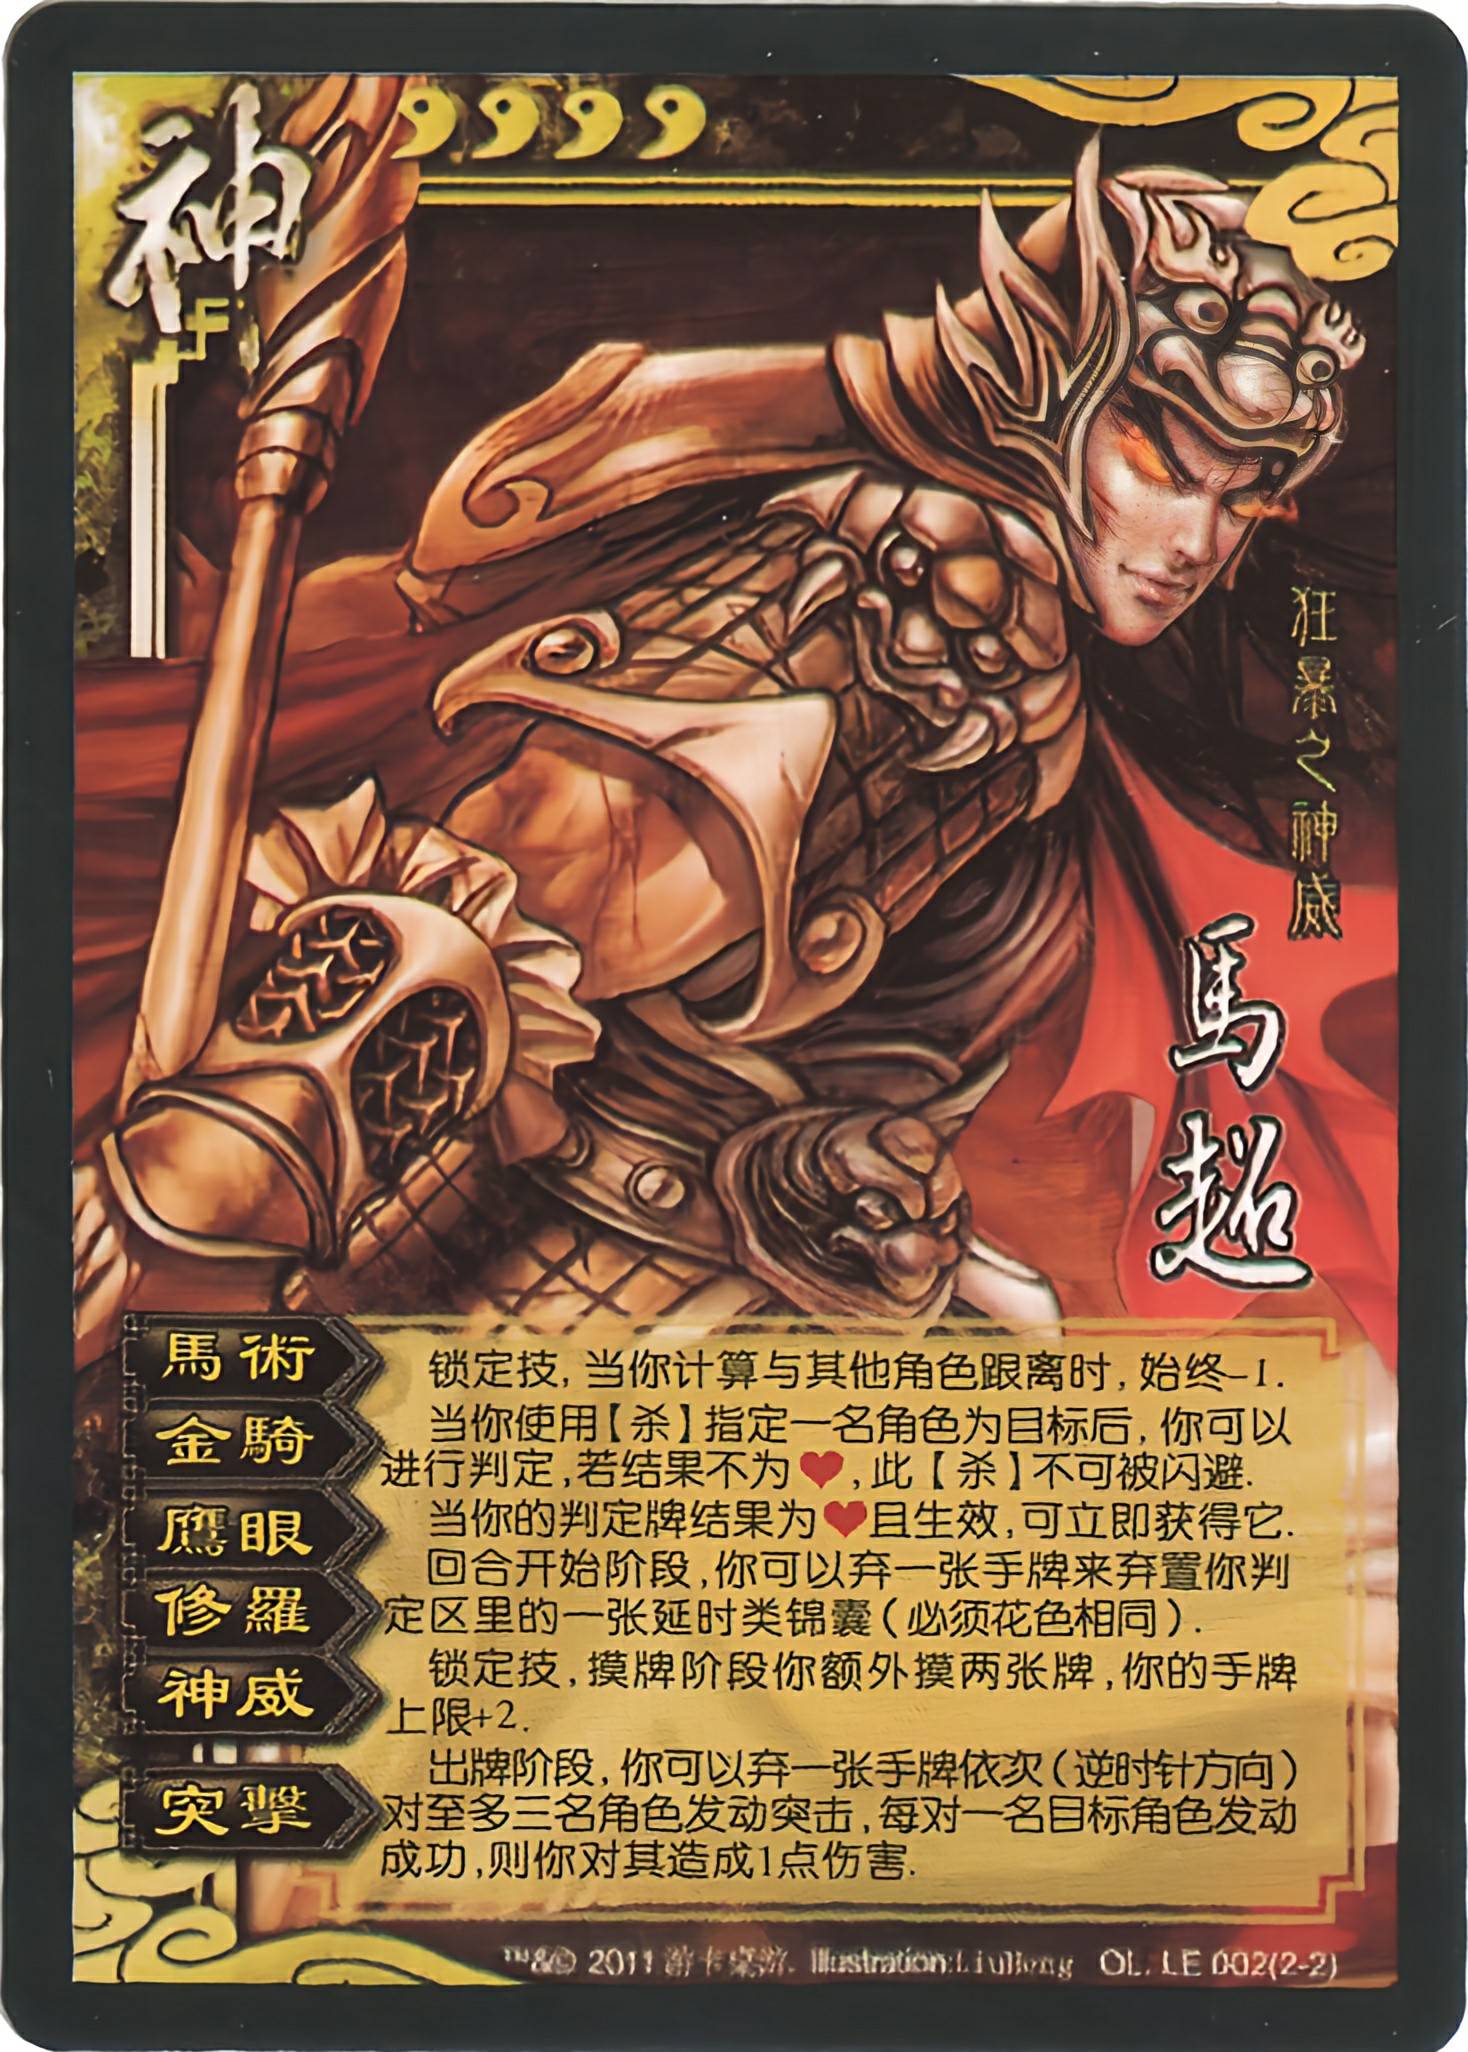 神
狂暴之神威
馬超
馬術
锁定技,当你计算与其他角色跟离时,始终-1.
金騎
当你使用【杀】指定一名角色为目标后,你可以
进行判定,若结果不为♥,此【杀】不可被闪避.
鷹眼
当你的判定牌结果为♥且生效,可立即获得它.
修羅
回合开始阶段,你可以弃一张手牌来弃置你判
定区里的一张延时类锦囊(必须花色相同).
神威
锁定技,摸牌阶段你额外摸两张牌,你的手牌
上限+2.
突擊
出牌阶段,你可以弃一张手牌依次(逆时针方向)
对至多三名角色发动突击,每对一名目标角色发动
成功,则你对其造成1点伤害.
™&© 2011 游卡桌游. Illustration:LiuHeng OL. LE 002(2-2)